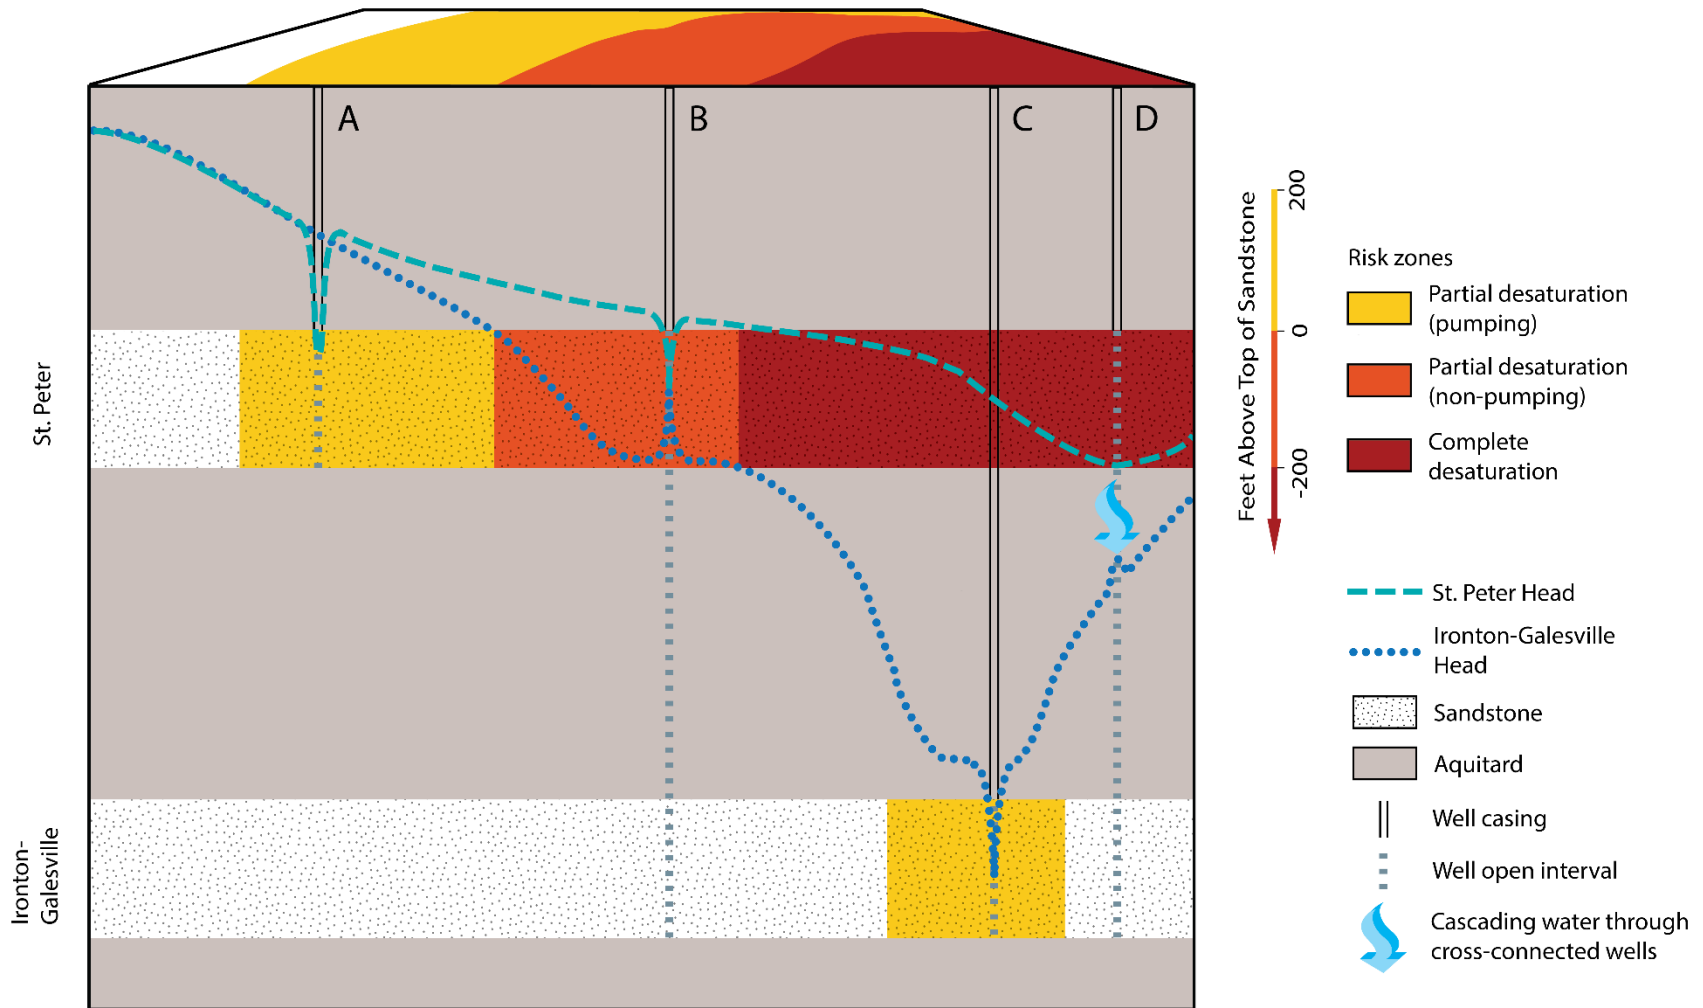 A
B
C
D
St. Peter
Ironton-
Galesville
Feet Above Top of Sandstone
200
0
-200
Risk zones
Partial desaturation
(pumping)
Partial desaturation
(non-pumping)
Complete
desaturation
St. Peter Head
Ironton-Galesville
Head
Sandstone
Aquitard
Well casing
Well open interval
Cascading water through
cross-connected wells